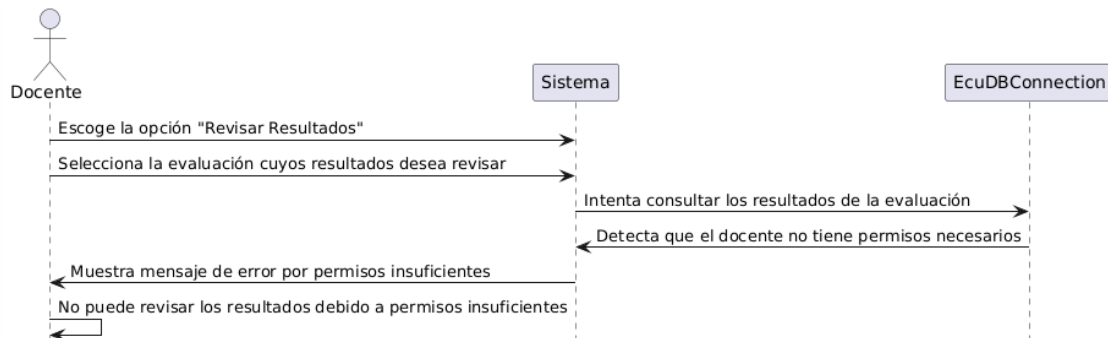 Docente
Sistema
EcuDBConnection
Escoge la opción "Revisar Resultados"
Selecciona la evaluación cuyos resultados desea revisar
Intenta consultar los resultados de la evaluación
Detecta que el docente no tiene permisos necesarios
Muestra mensaje de error por permisos insuficientes
No puede revisar los resultados debido a permisos insuficientes